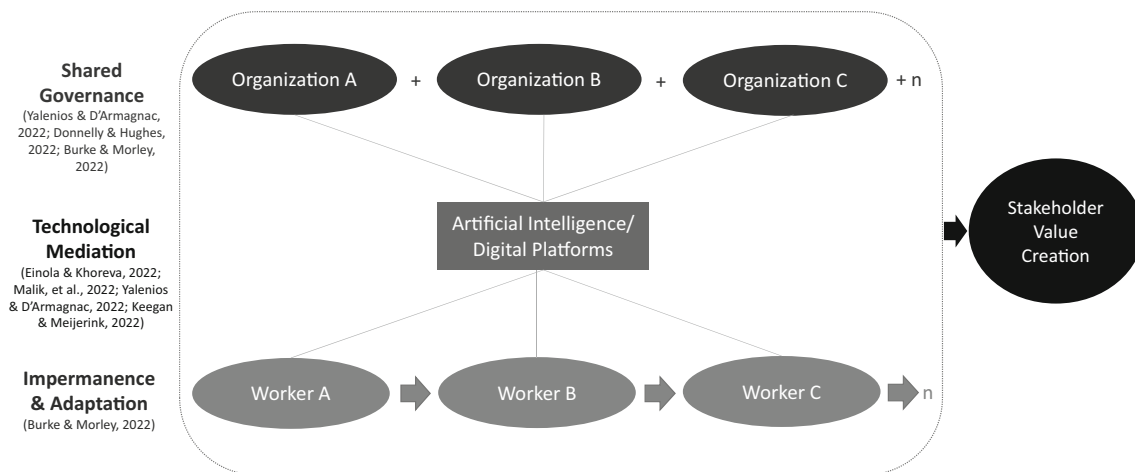 Shared
Governance
(Yalenios & D'Armagnac,
2022; Donnelly & Hughes,
2022; Burke & Morley,
2022)
Organization A + Organization B + Organization C + n
Technological
Mediation
(Einola & Khoreva, 2022;
Malik, et al., 2022; Yalenios
& D'Armagnac, 2022; Keegan
& Meijerink, 2022)
Artificial Intelligence/
Digital Platforms
Impermanence
& Adaptation
(Burke & Morley, 2022)
Worker A Worker B Worker C n
Stakeholder
Value
Creation